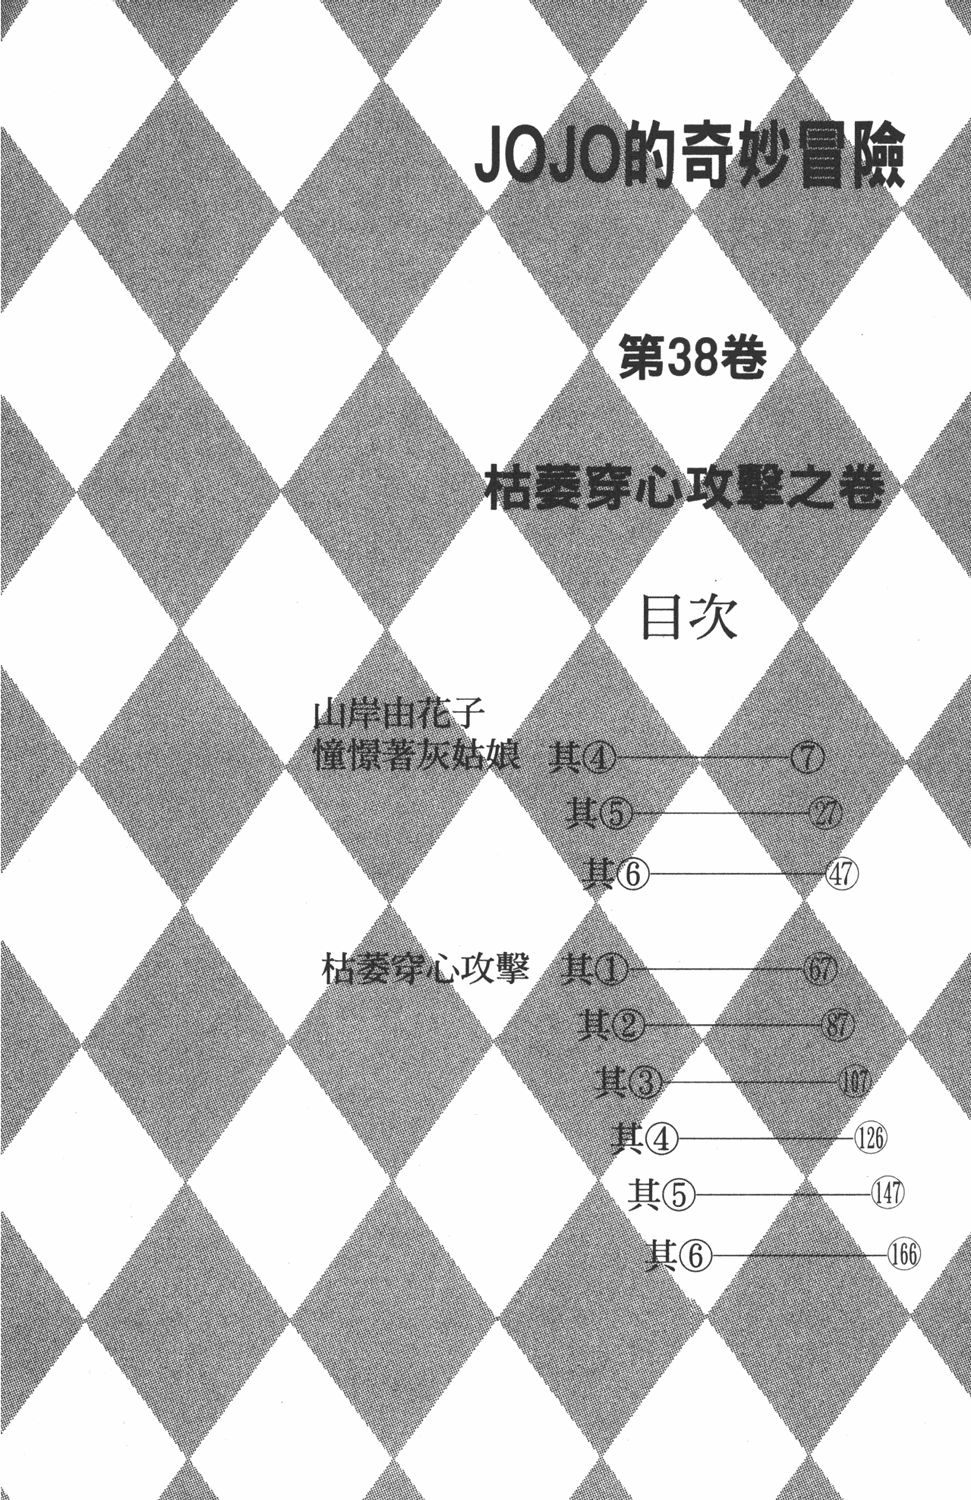 JOJO的奇妙冒險
第38卷
枯萎穿心攻擊之卷
目次
山岸由花子
憧憬著灰姑娘 其④ ⑦
其⑤ ㉗
其⑥ ㊼
枯萎穿心攻擊 其① 67
其② 87
其③ 107
其④ 126
其⑤ 147
其⑥ 166